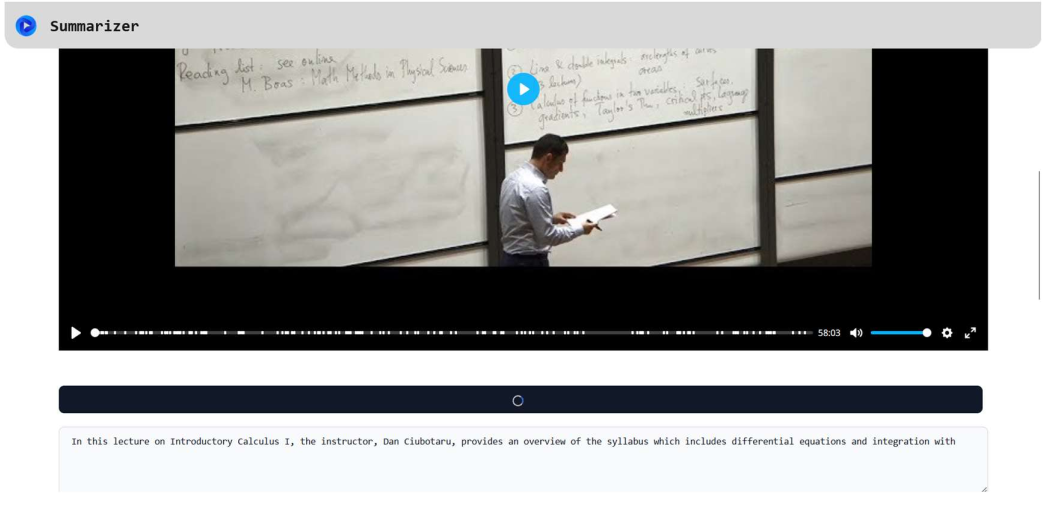 Summarizer
Reading list: see online
M. Boas: Math Methods in Physical Sciences
② Line & double integrals: arclengths of curves
areas
③ Calculus of functions in two variables: Surfaces,
gradients, Taylor's Thm, critical pts, Lagrange
multipliers
58:03
In this lecture on Introductory Calculus I, the instructor, Dan Ciubotaru, provides an overview of the syllabus which includes differential equations and integration with